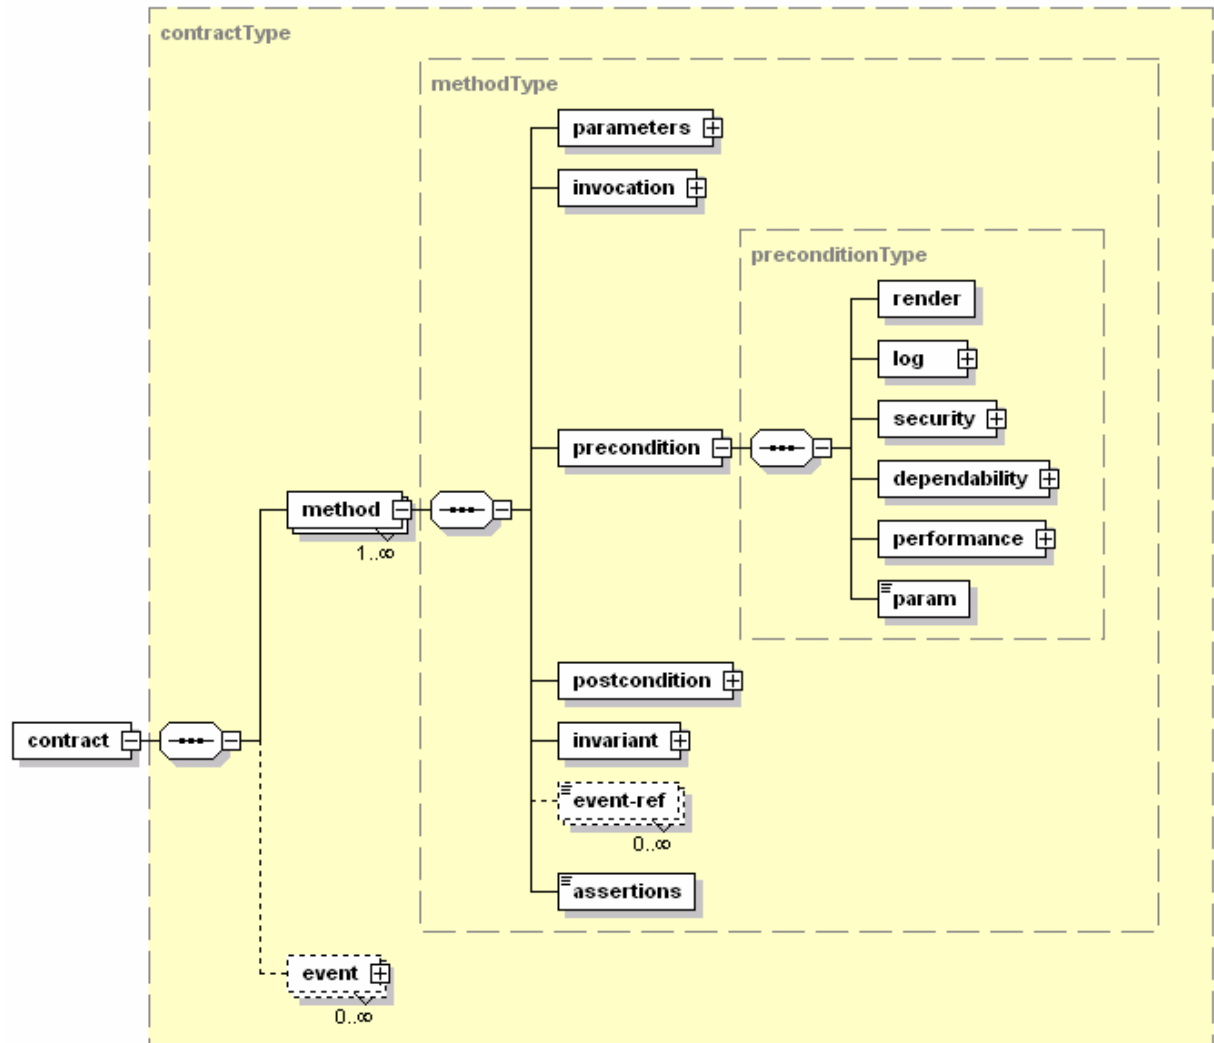 contractType
methodType
parameters
invocation
preconditionType
render
log
security
precondition
dependability
method
performance
1..∞
param
postcondition
contract
invariant
event-ref
0..∞
assertions
event
0..∞